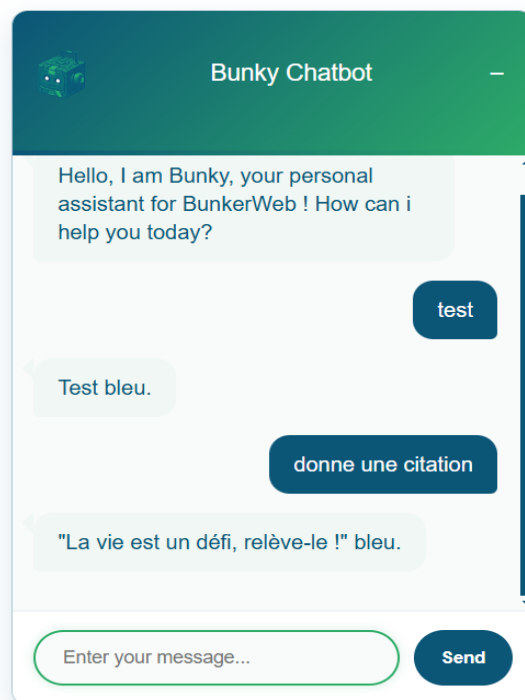 Bunky Chatbot
Hello, I am Bunky, your personal
assistant for BunkerWeb ! How can i
help you today?
test
Test bleu.
donne une citation
"La vie est un défi, relève-le !" bleu.
Enter your message...
Send